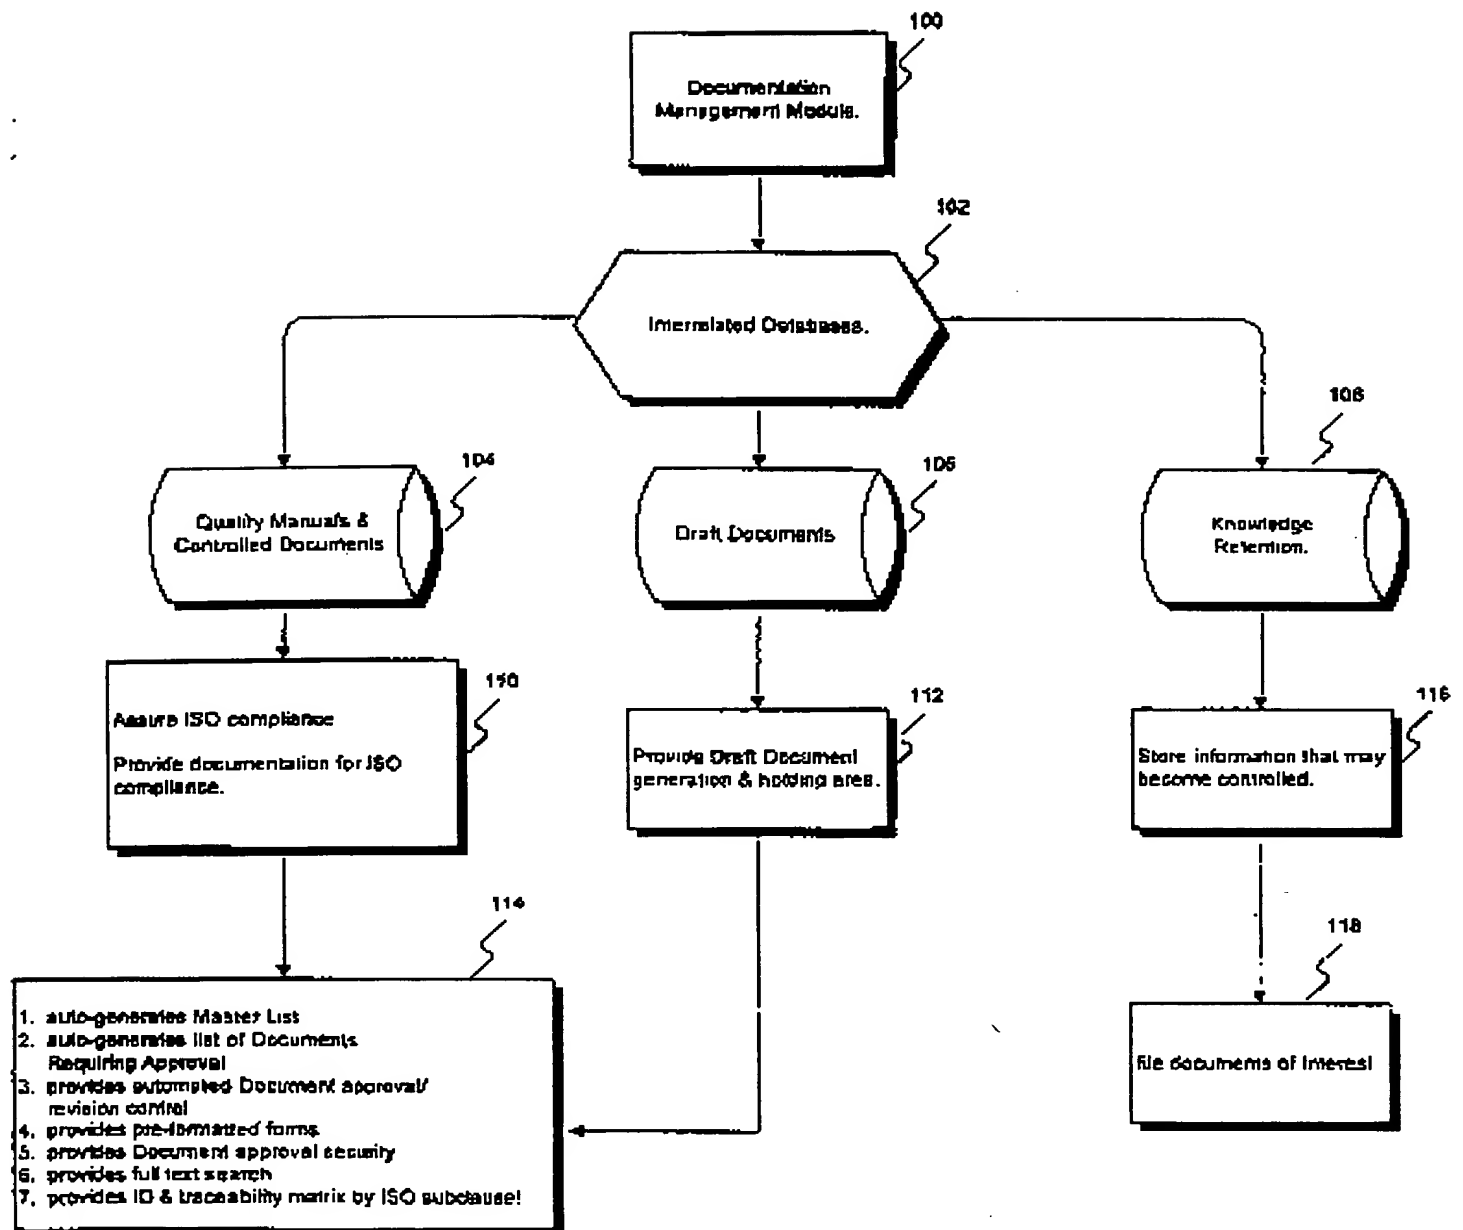 100
Documentation
Management Module.
102
Interrelated Databases.
104
Quality Manuals &
Controlled Documents
106
Draft Documents
108
Knowledge
Retention.
110
Assure ISO compliance
Provide documentation for ISO
compliance.
112
Provide Draft Document
generation & holding area.
116
Store information that may
become controlled.
114
1. auto-generates Master List
2. auto-generates list of Documents
Requiring Approval
3. provides automated Document approval/
revision control
4. provides pre-formatted forms
5. provides Document approval security
6. provides full text search
7. provides ID & traceability matrix by ISO subclause!
118
file documents of interest